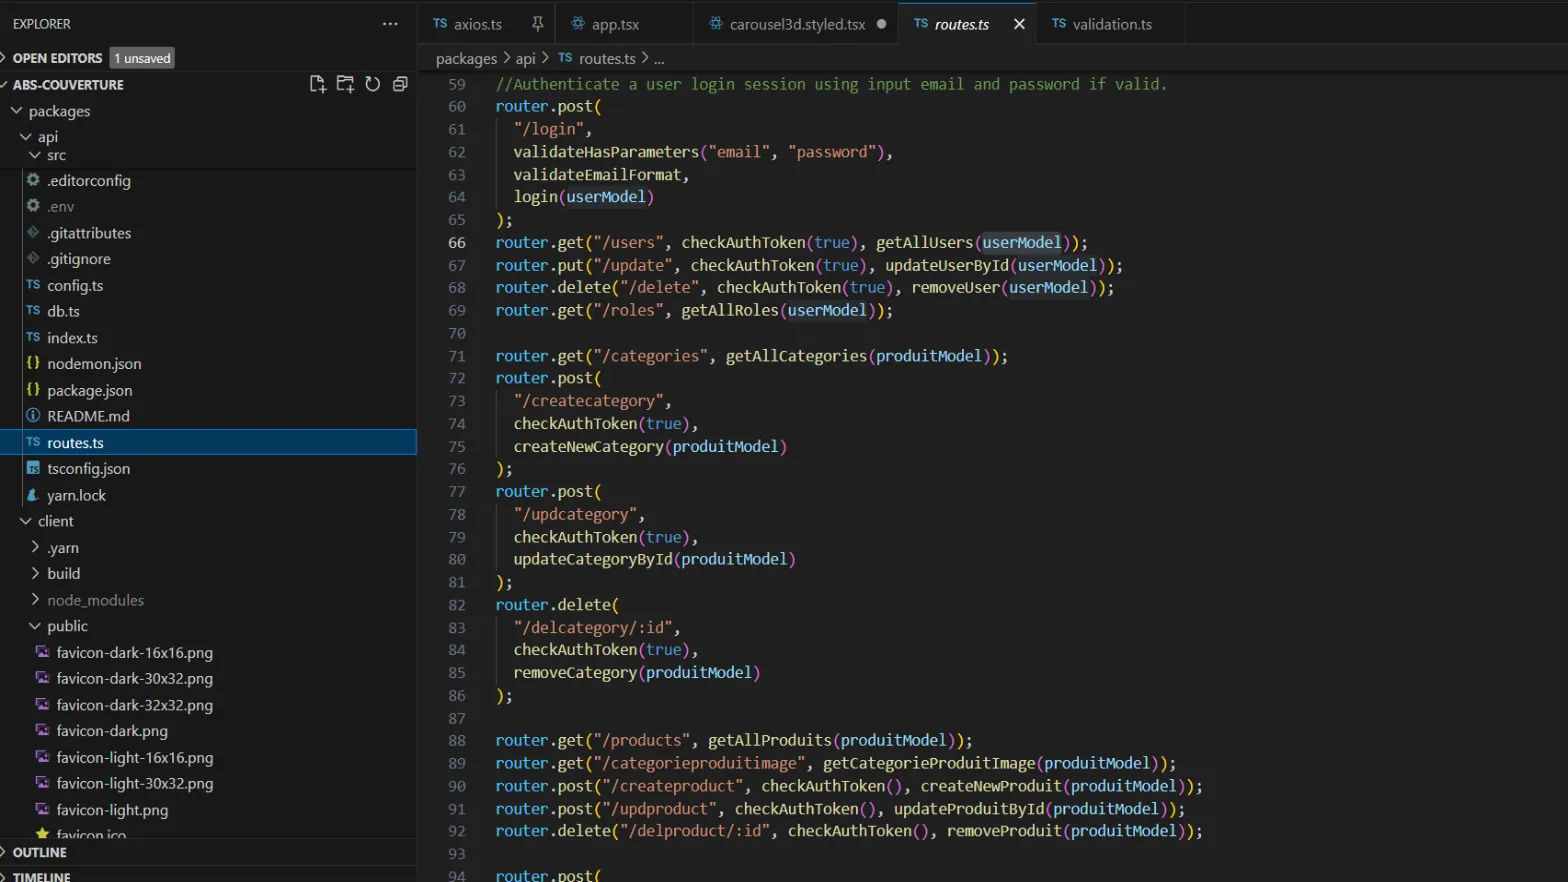 EXPLORER
...
OPEN EDITORS 1 unsaved
ABS-COUVERTURE
packages
api
src
.editorconfig
.env
.gitattributes
.gitignore
TS config.ts
TS db.ts
TS index.ts
{} nodemon.json
{} package.json
README.md
TS routes.ts
TS tsconfig.json
yarn.lock
client
.yarn
build
node_modules
public
favicon-dark-16x16.png
favicon-dark-30x32.png
favicon-dark-32x32.png
favicon-dark.png
favicon-light-16x16.png
favicon-light-30x32.png
favicon-light.png
favicon.ico
OUTLINE
TIMELINE
TS axios.ts app.tsx carousel3d.styled.tsx TS routes.ts TS validation.ts
packages > api > TS routes.ts > ...
59 //Authenticate a user login session using input email and password if valid.
60 router.post(
61 "/login",
62 validateHasParameters("email", "password"),
63 validateEmailFormat,
64 login(userModel)
65 );
66 router.get("/users", checkAuthToken(true), getAllUsers(userModel));
67 router.put("/update", checkAuthToken(true), updateUserById(userModel));
68 router.delete("/delete", checkAuthToken(true), removeUser(userModel));
69 router.get("/roles", getAllRoles(userModel));
70
71 router.get("/categories", getAllCategories(produitModel));
72 router.post(
73 "/createcategory",
74 checkAuthToken(true),
75 createNewCategory(produitModel)
76 );
77 router.post(
78 "/updcategory",
79 checkAuthToken(true),
80 updateCategoryById(produitModel)
81 );
82 router.delete(
83 "/delcategory/:id",
84 checkAuthToken(true),
85 removeCategory(produitModel)
86 );
87
88 router.get("/products", getAllProduits(produitModel));
89 router.get("/categorieproduitimage", getCategorieProduitImage(produitModel));
90 router.post("/createproduct", checkAuthToken(), createNewProduit(produitModel));
91 router.post("/updproduct", checkAuthToken(), updateProduitById(produitModel));
92 router.delete("/delproduct/:id", checkAuthToken(), removeProduit(produitModel));
93
94 router.post(